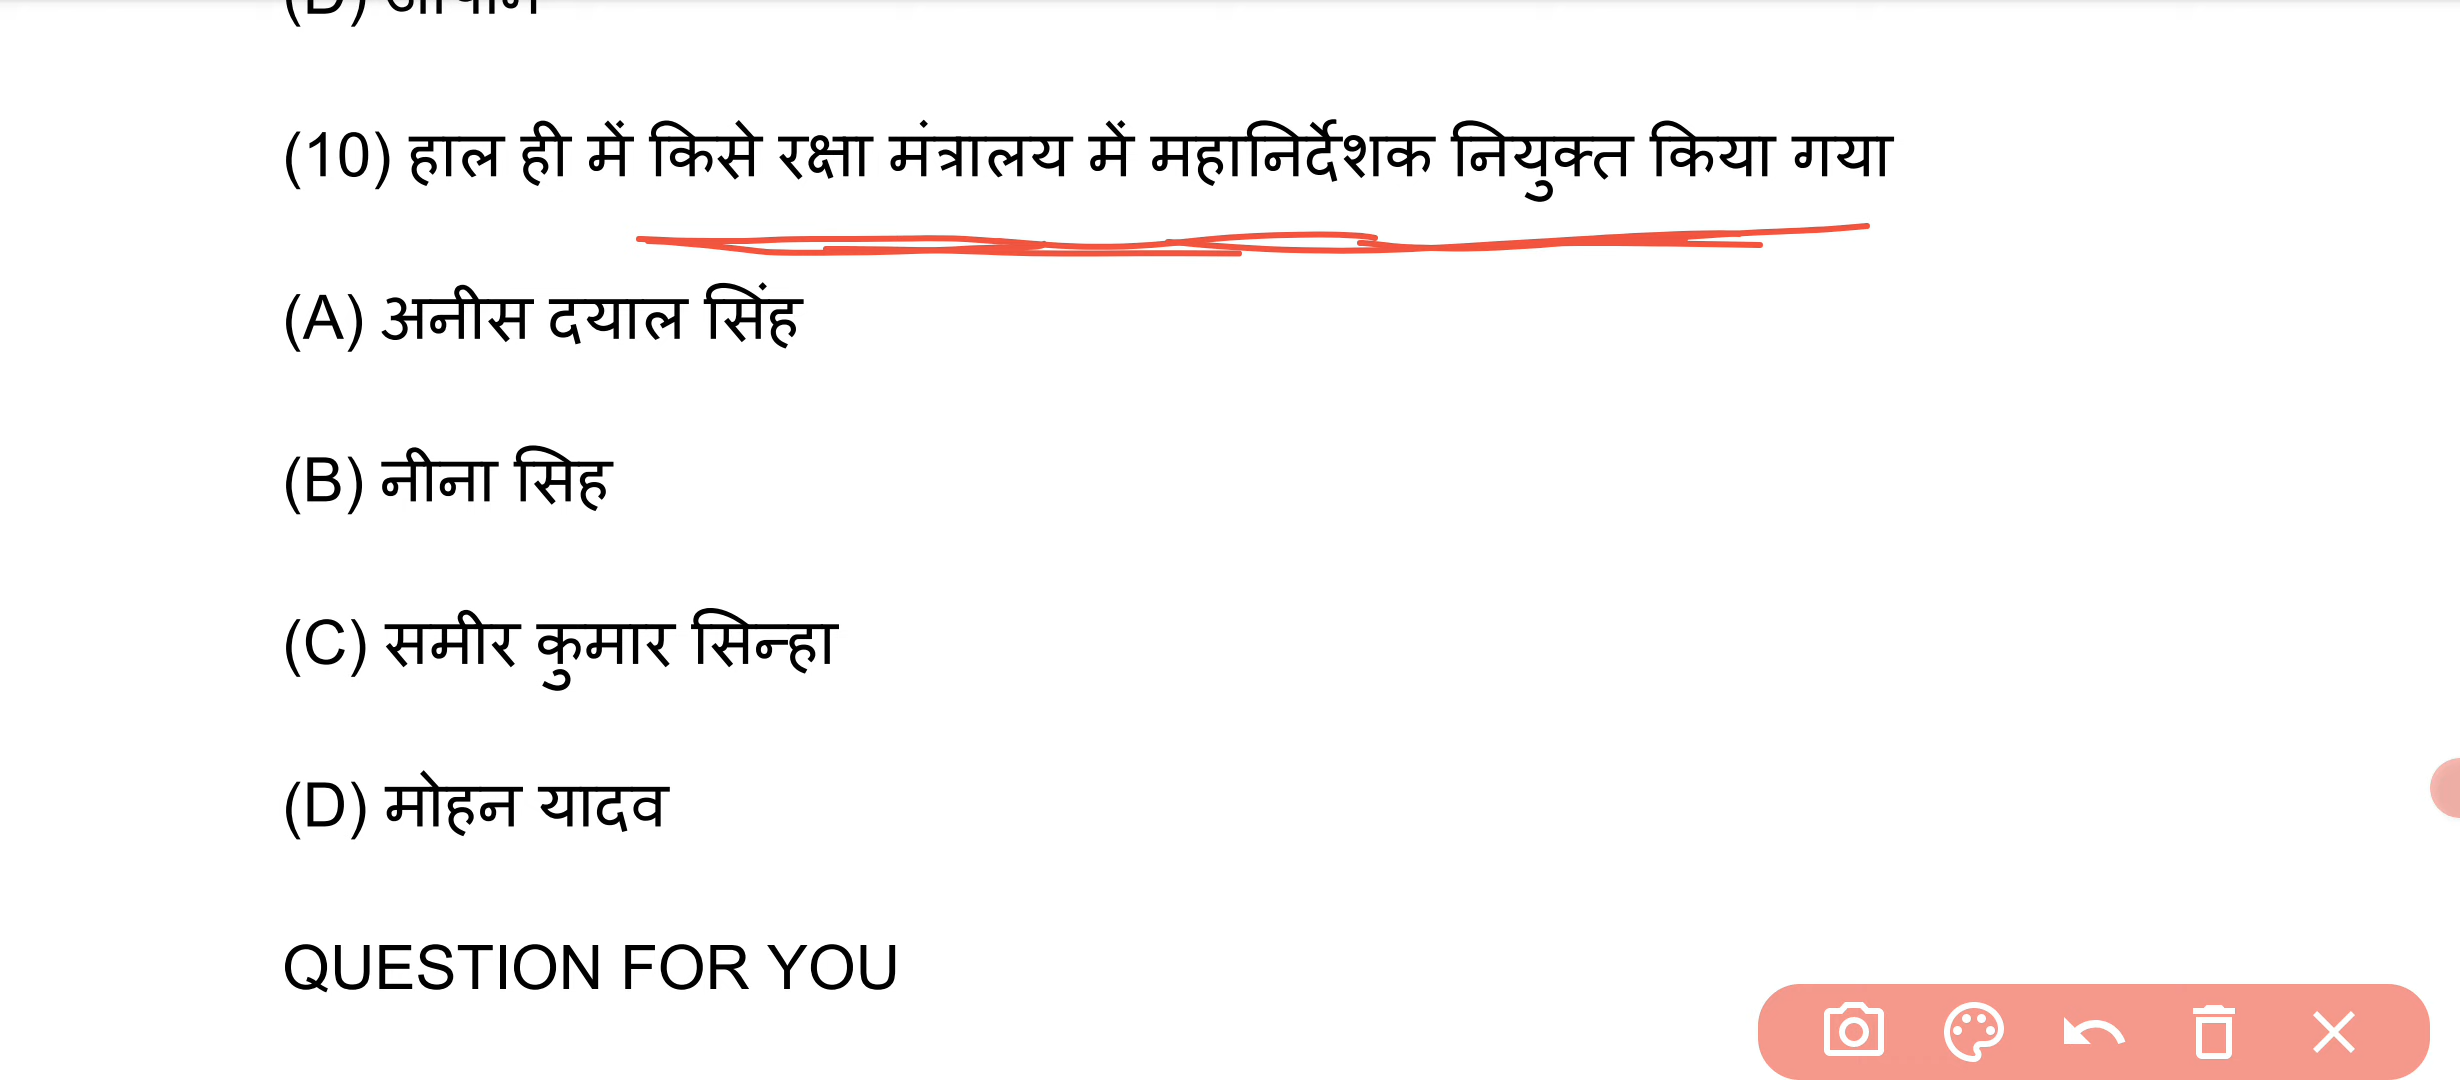 (10) हाल ही में किसे रक्षा मंत्रालय में महानिर्देशक नियुक्त किया गया
(A) अनीस दयाल सिंह
(B) नीना सिह
(C) समीर कुमार सिन्हा
(D) मोहन यादव
QUESTION FOR YOU